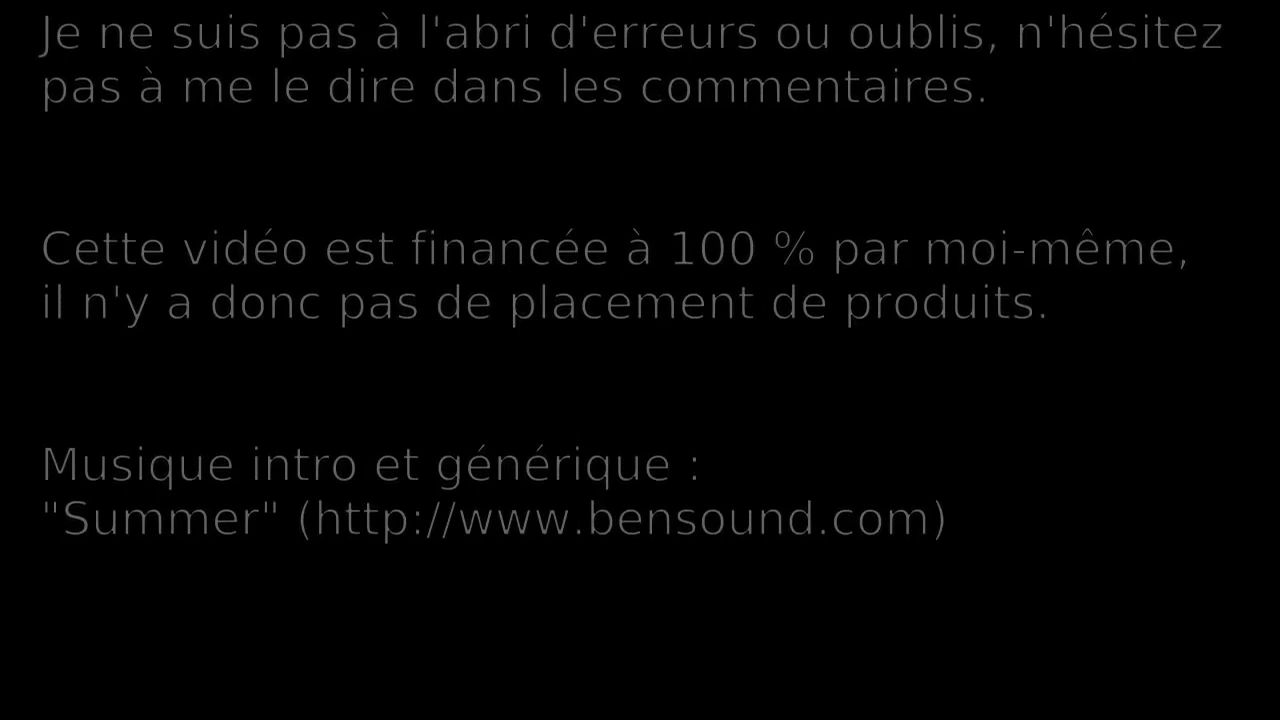 Je ne suis pas à l'abri d'erreurs ou oublis, n'hésitez
pas à me le dire dans les commentaires.
Cette vidéo est financée à 100 % par moi-même,
il n'y a donc pas de placement de produits.
Musique intro et générique :
"Summer" (http://www.bensound.com)